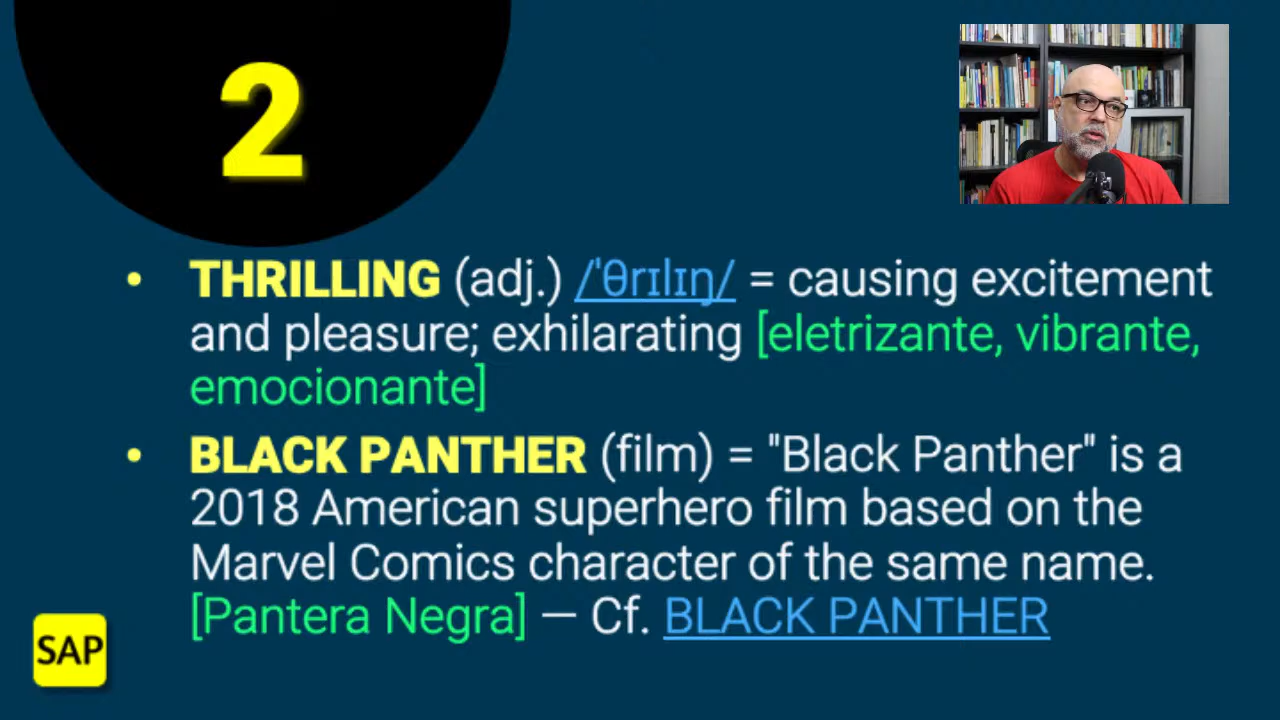 2
• THRILLING (adj.) /ˈθrɪlɪŋ/ = causing excitement
and pleasure; exhilarating [eletrizante, vibrante,
emocionante]
• BLACK PANTHER (film) = "Black Panther" is a
2018 American superhero film based on the
Marvel Comics character of the same name.
[Pantera Negra] — Cf. BLACK PANTHER
SAP